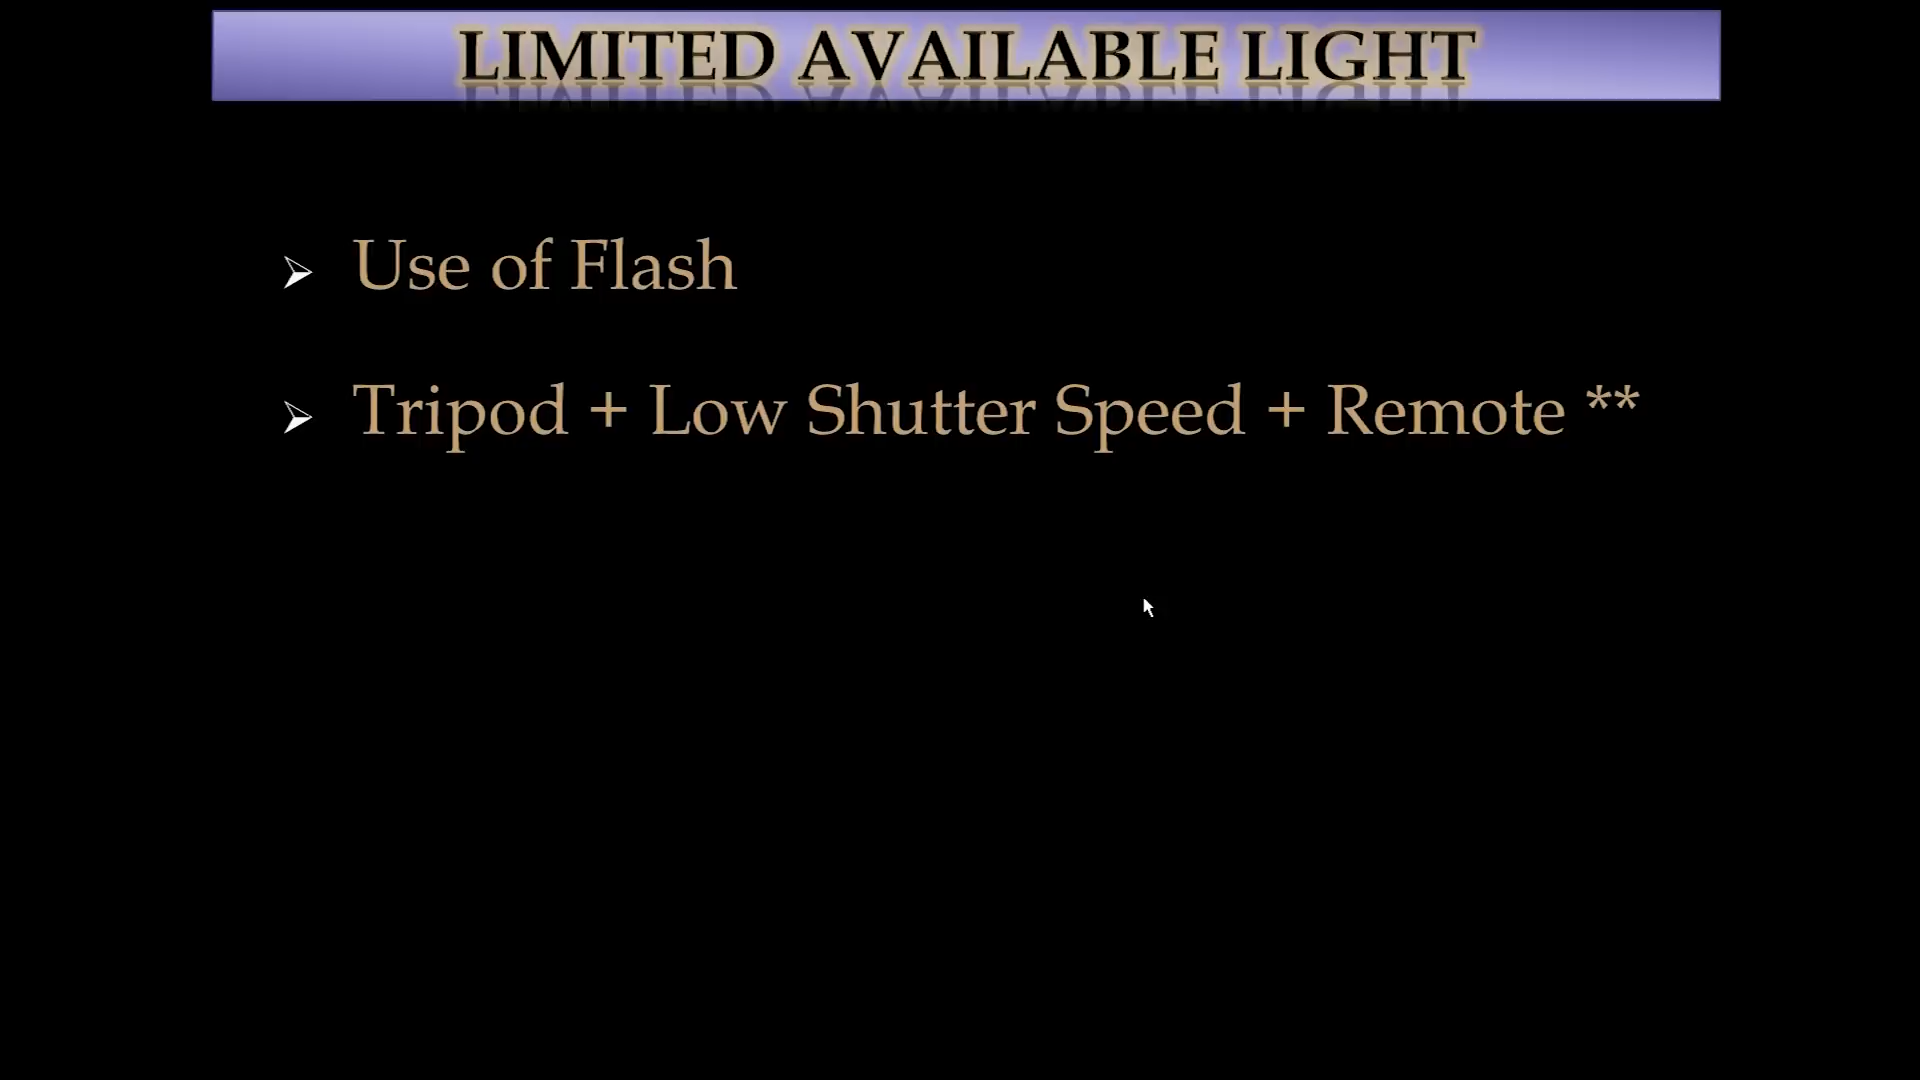 LIMITED AVAILABLE LIGHT
Use of Flash
Tripod + Low Shutter Speed + Remote **